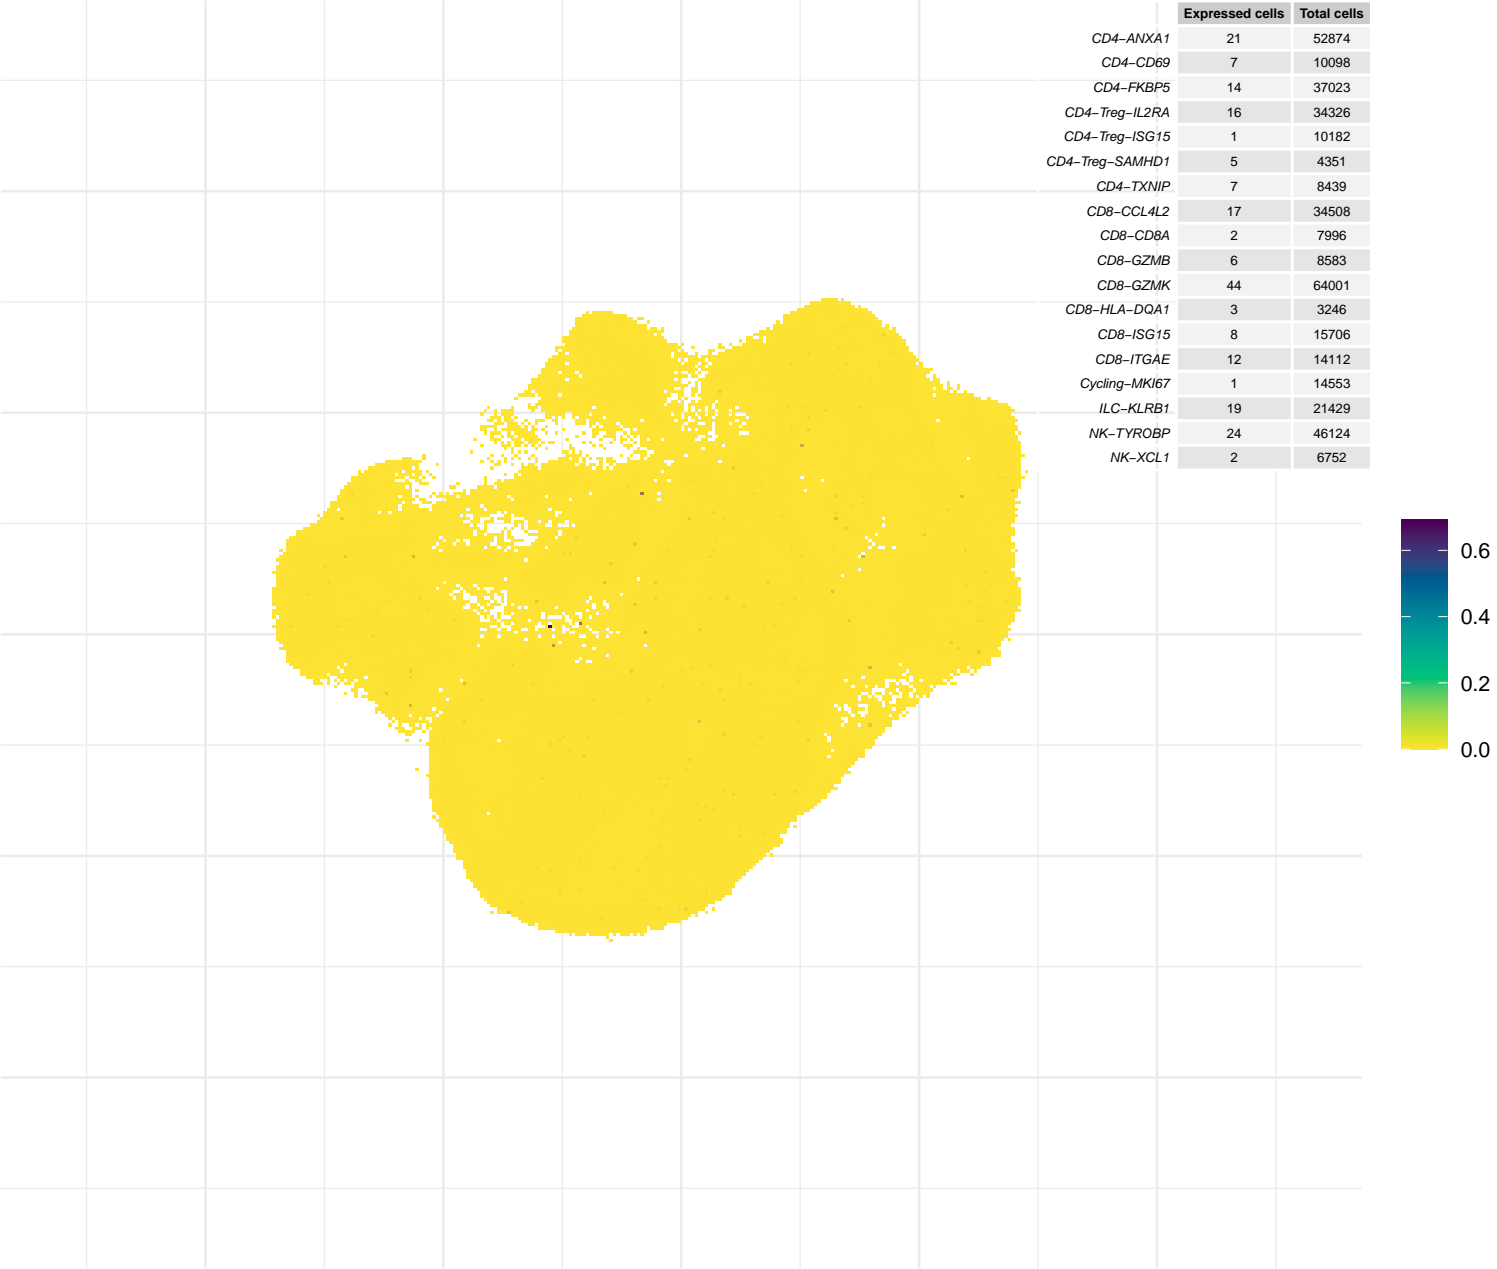 Expressed cells Total cells
CD4−ANXA1 21 52874
CD4−CD69 7 10098
CD4−FKBP5 14 37023
CD4−Treg−IL2RA 16 34326
CD4−Treg−ISG15 1 10182
CD4−Treg−SAMHD1 5 4351
CD4−TXNIP 7 8439
CD8−CCL4L2 17 34508
CD8−CD8A 2 7996
CD8−GZMB 6 8583
CD8−GZMK 44 64001
CD8−HLA−DQA1 3 3246
CD8−ISG15 8 15706
CD8−ITGAE 12 14112
Cycling−MKI67 1 14553
ILC−KLRB1 19 21429
NK−TYROBP 24 46124
NK−XCL1 2 6752
0.6
0.4
0.2
0.0